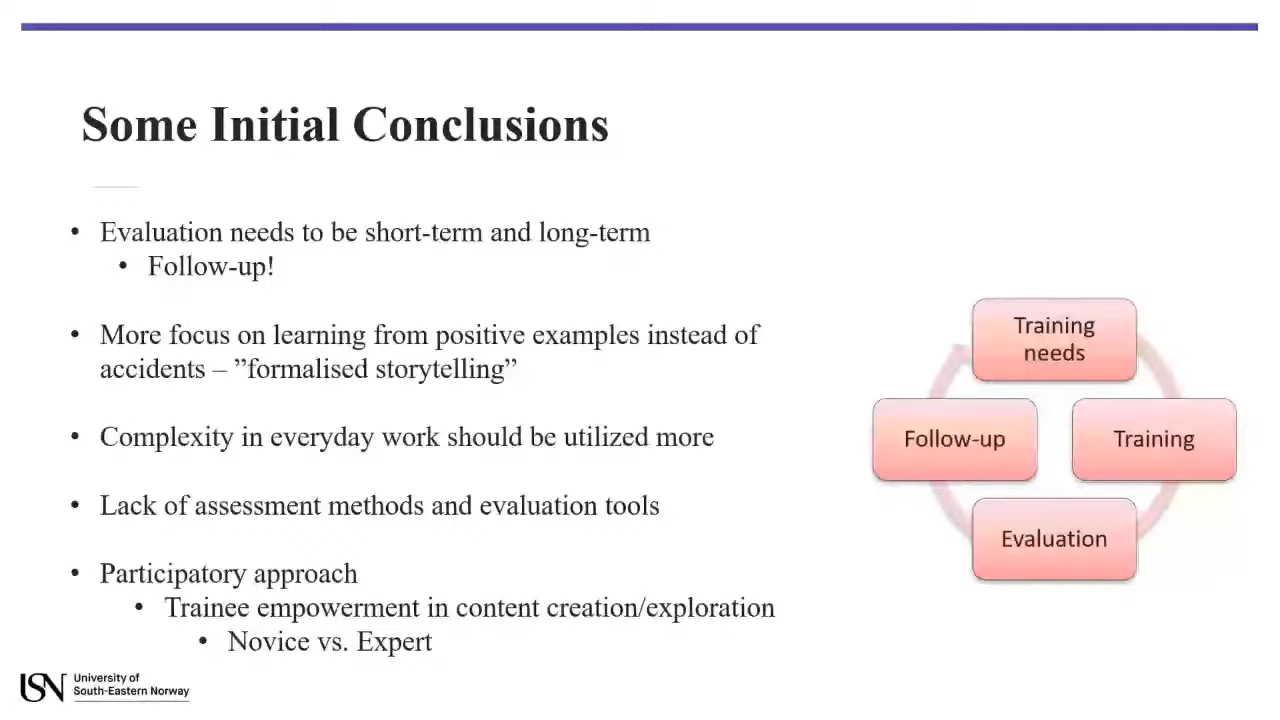 Some Initial Conclusions
• Evaluation needs to be short-term and long-term
• Follow-up!
• More focus on learning from positive examples instead of
accidents – ”formalised storytelling”
• Complexity in everyday work should be utilized more
• Lack of assessment methods and evaluation tools
• Participatory approach
• Trainee empowerment in content creation/exploration
• Novice vs. Expert
Training
needs
Training
Evaluation
Follow-up
USN
University of
South-Eastern Norway